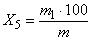 X₅ = m₁ · 100 / m